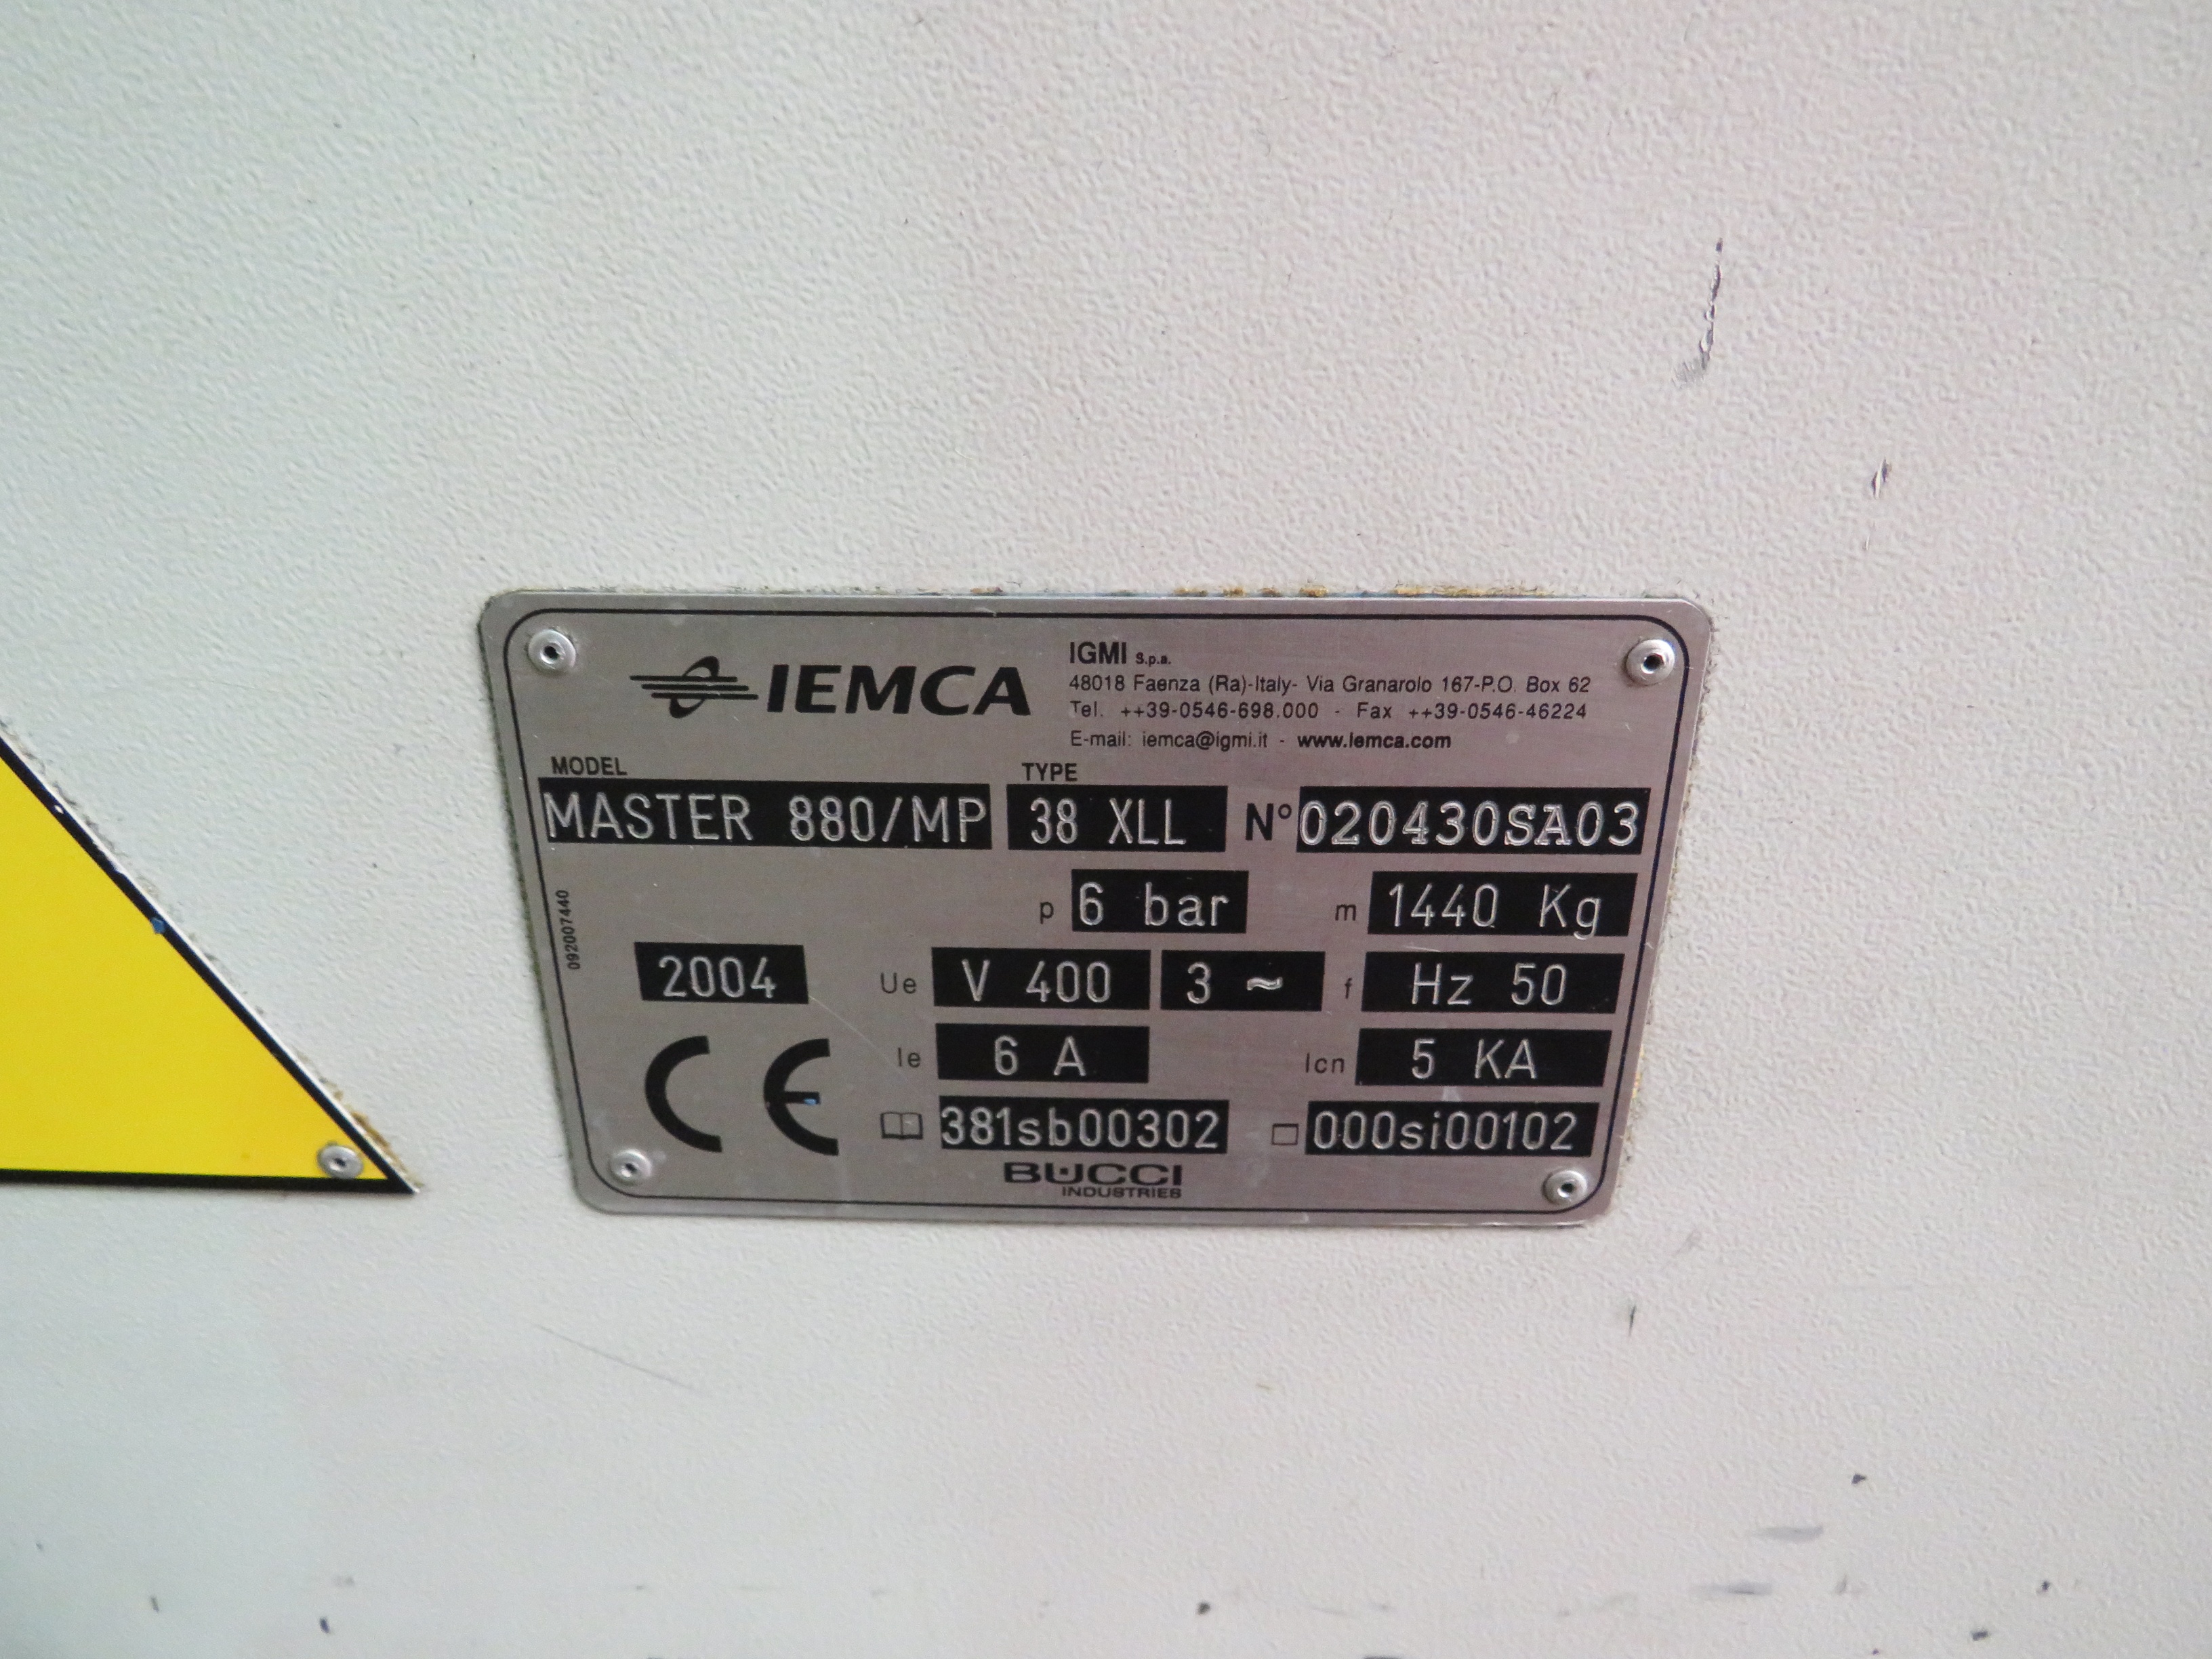 IEMCA
IGMI S.p.a.
48018 Faenza (Ra)-Italy- Via Granarolo 167-P.O. Box 62
Tel. ++39-0546-698.000 - Fax ++39-0546-46224
E-mail: iemca@igmi.it - www.iemca.com
MODEL TYPE
MASTER 880/MP 38 XLL N° 020430SA03
p 6 bar m 1440 Kg
092007440
2004 Ue V 400 3 ~ f Hz 50
CE Ie 6 A Icn 5 KA
381sb00302 000si00102
BUCCI
INDUSTRIES